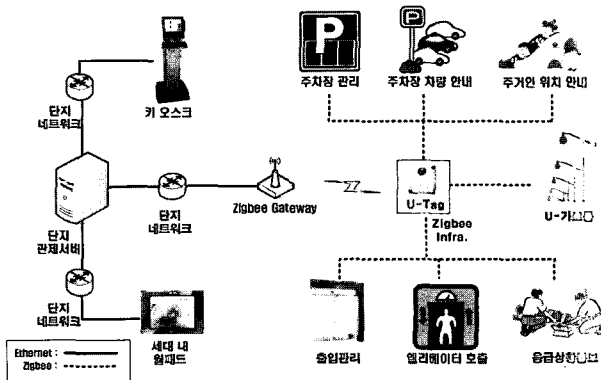 P
P
주차장 관리
주차장 차량 안내
주거인 위치 안내
단지
네트워크
키 오스크
단지
네트워크
Zigbee Gateway
U-Tag
Zigbee
Infra.
단지
관제서버
단지
네트워크
세대 내
월패드
출입관리
엘리베이터 호출
Ethernet :
Zigbee :